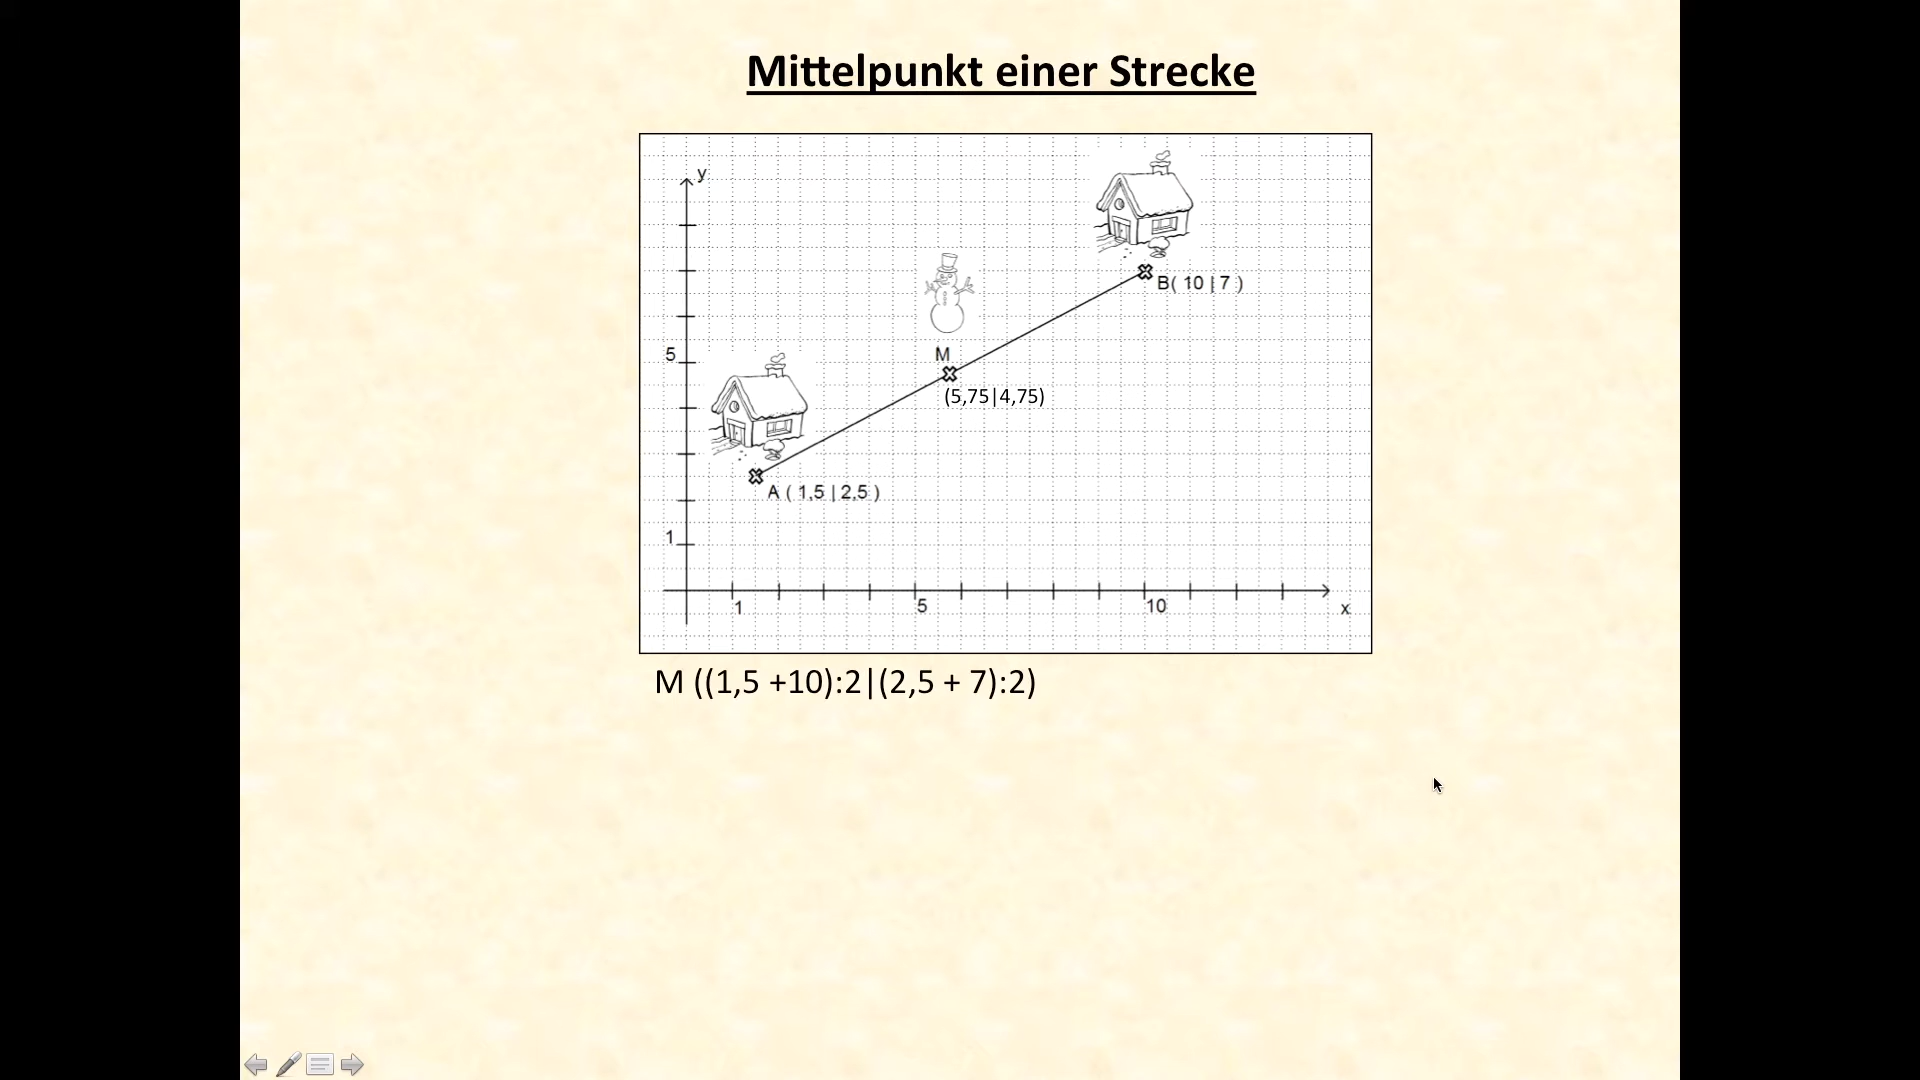 Mittelpunkt einer Strecke
y
B( 10 | 7 )
5
M
(5,75|4,75)
A ( 1,5 | 2,5 )
1
1
5
10
x
M ((1,5 +10):2|(2,5 + 7):2)